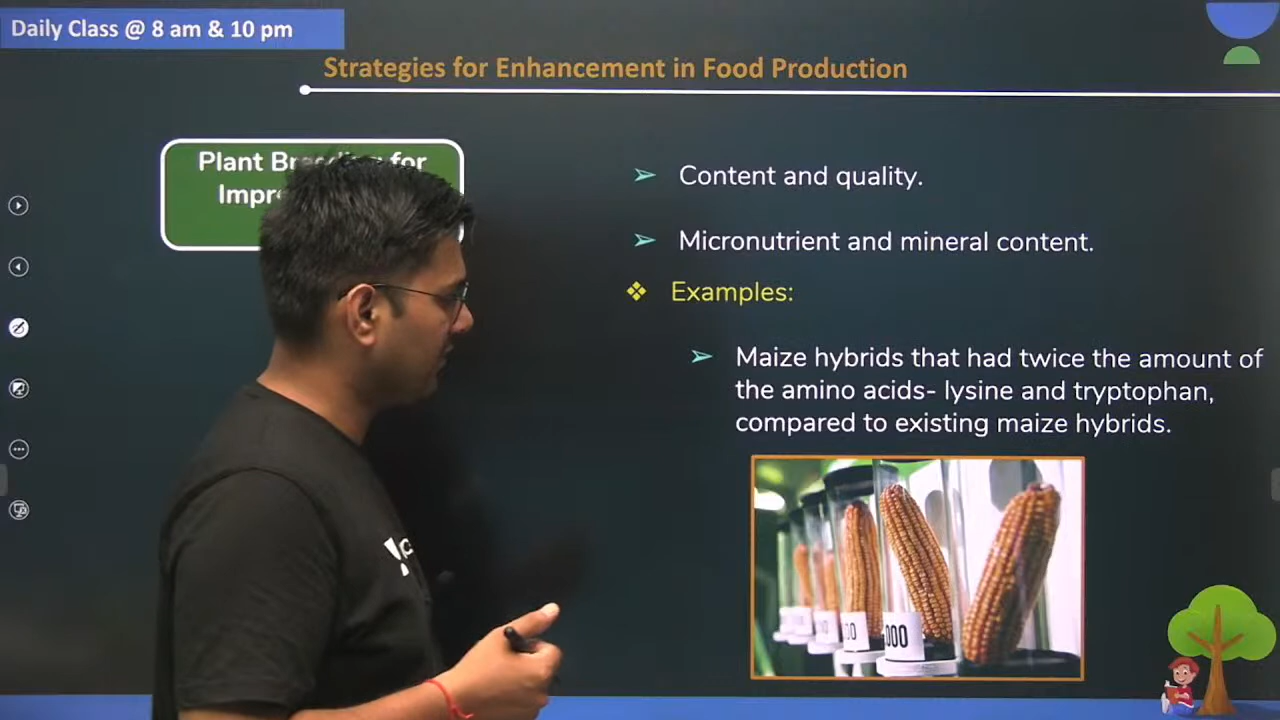 Daily Class @ 8 am & 10 pm
Strategies for Enhancement in Food Production
Plant for
Content and quality.
Micronutrient and mineral content.
Examples:
Maize hybrids that had twice the amount of
the amino acids- lysine and tryptophan,
compared to existing maize hybrids.
000